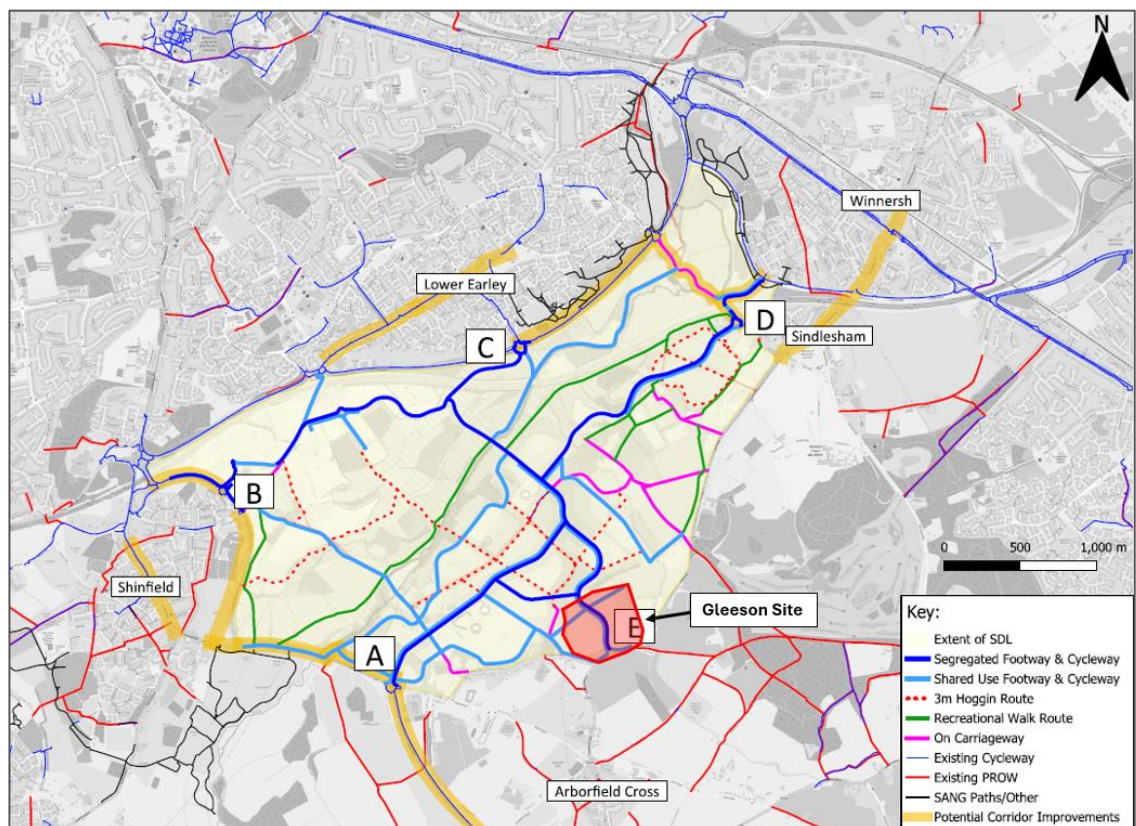 N
Winnersh
Lower Earley
C
D
Sindlesham
B
0 500 1,000 m
Shinfield
Gleeson Site
E
A
Arborfield Cross
Key:
Extent of SDL
Segregated Footway & Cycleway
Shared Use Footway & Cycleway
3m Hoggin Route
Recreational Walk Route
On Carriageway
Existing Cycleway
Existing PROW
SANG Paths/Other
Potential Corridor Improvements